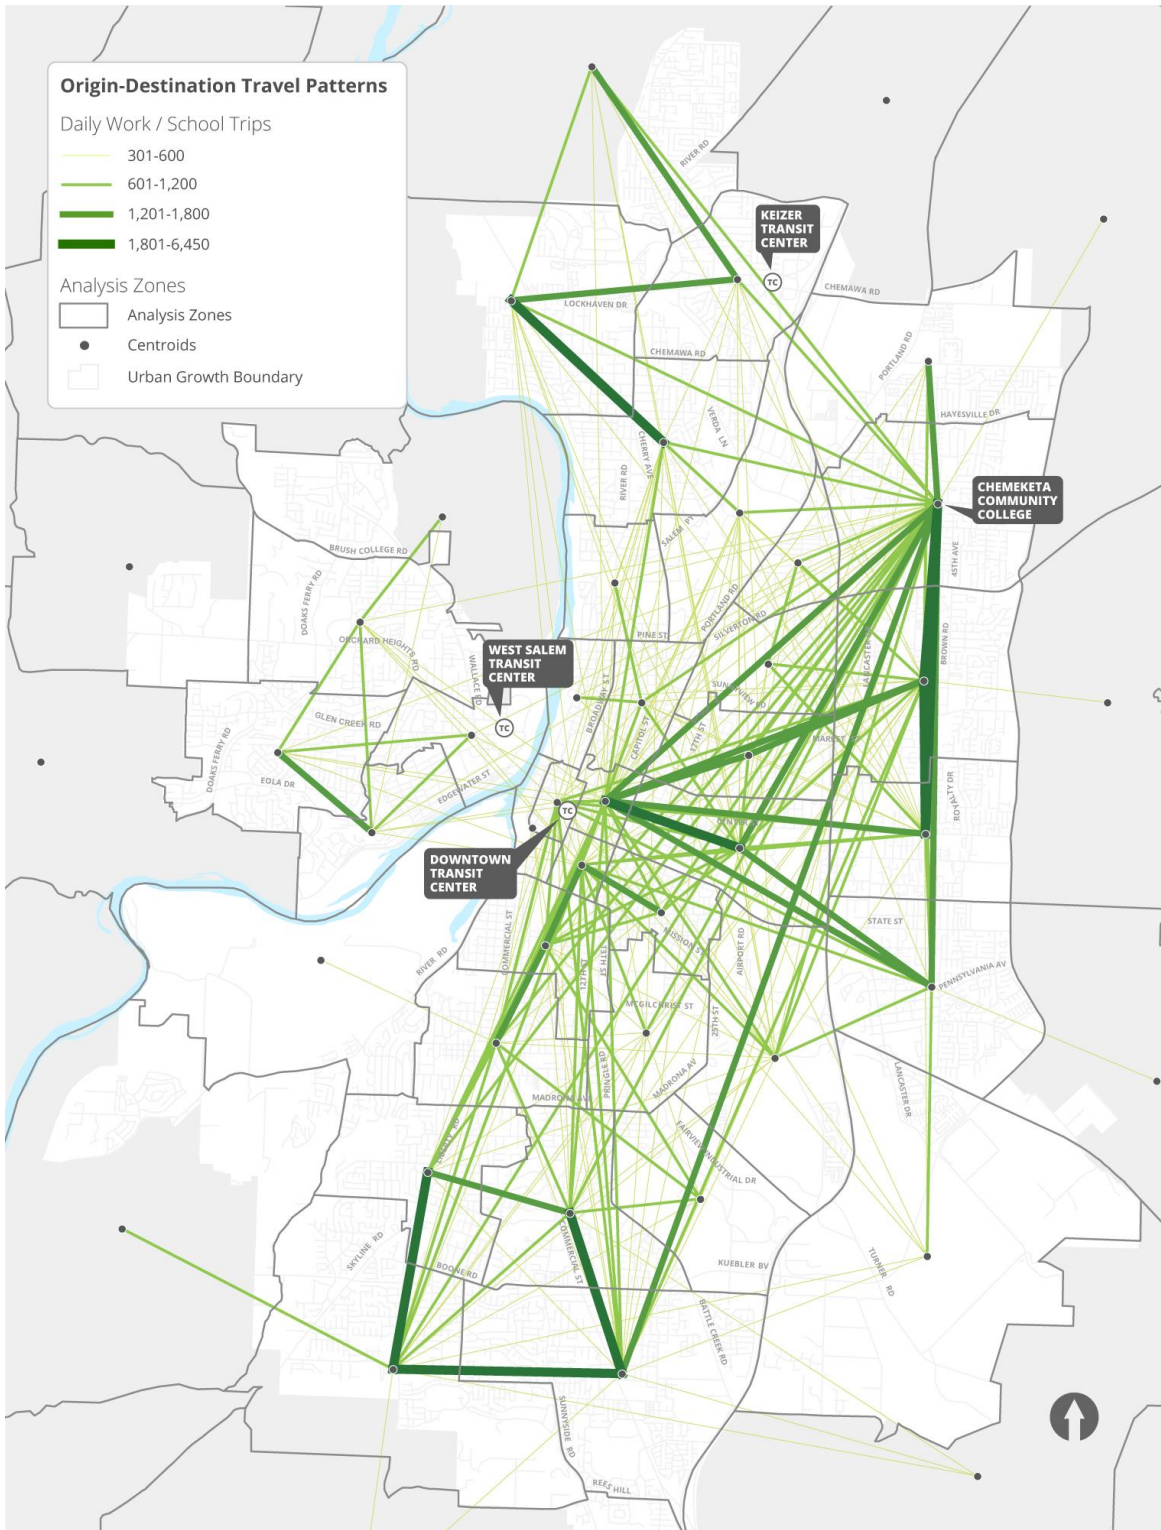 Origin-Destination Travel Patterns
Daily Work / School Trips
301-600
601-1,200
1,201-1,800
1,801-6,450
Analysis Zones
Analysis Zones
Centroids
Urban Growth Boundary
RIVER RD
KEIZER
TRANSIT
CENTER
TC
CHEMAWA RD
LOCKHAVEN DR
CHEMAWA RD
PORTLAND RD
HAYESVILLE DR
VERDA LN
CHERRY AVE
RIVER RD
CHEMEKETA
COMMUNITY
COLLEGE
SALEM PY
45TH AVE
BRUSH COLLEGE RD
DOAKS FERRY RD
PORTLAND RD
SILVERTON RD
PINE ST
ORCHARD HEIGHTS RD
BROWN RD
WEST SALEM
TRANSIT
CENTER
WALLACE RD
TC
BROADWAY ST
CAPITOL ST
17TH ST
GLEN CREEK RD
DOAKS FERRY RD
EOLA DR
EDGEWATER ST
ROYALTY DR
TC
DOWNTOWN
TRANSIT
CENTER
STATE ST
COMMERCIAL ST
RIVER RD
12TH ST
13TH ST
MISSION ST
AIRPORT RD
PENNSYLVANIA AV
MCGILCHRIST ST
25TH ST
PRINGLE RD
MADRONA AV
MADRONA AV
LANCASTER DR
LIBERTY RD
FAIRVIEW INDUSTRIAL DR
SKYLINE RD
BOONE RD
COMMERCIAL ST
KUEBLER BV
TURNER RD
BATTLE CREEK RD
SUNNYSIDE RD
REES HILL